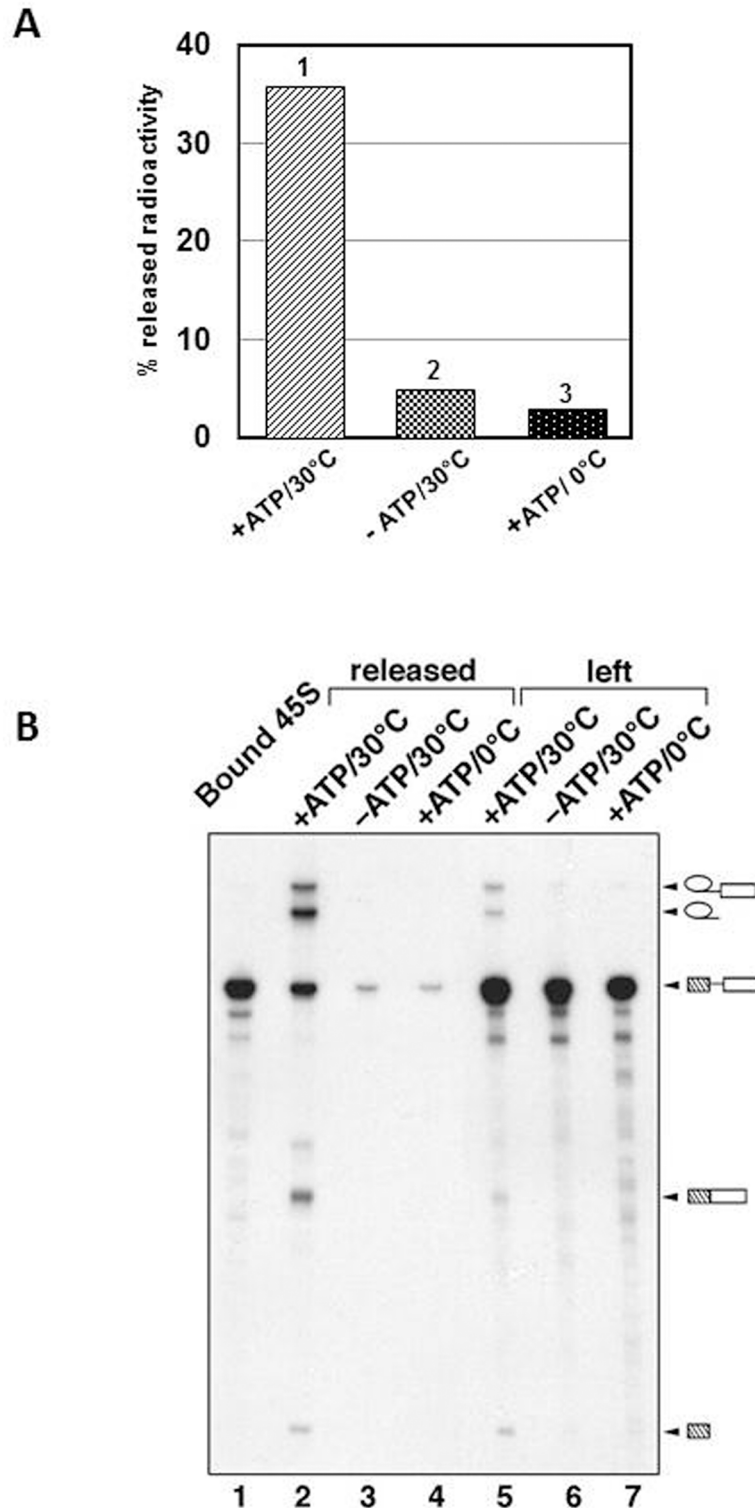 A
% released radioactivity
40
30
20
10
0
1
2
3
+ATP/30°C
- ATP/30°C
+ATP/ 0°C
B
released
left
Bound 45S
+ATP/30°C
–ATP/30°C
+ATP/0°C
+ATP/30°C
–ATP/30°C
+ATP/0°C
1 2 3 4 5 6 7